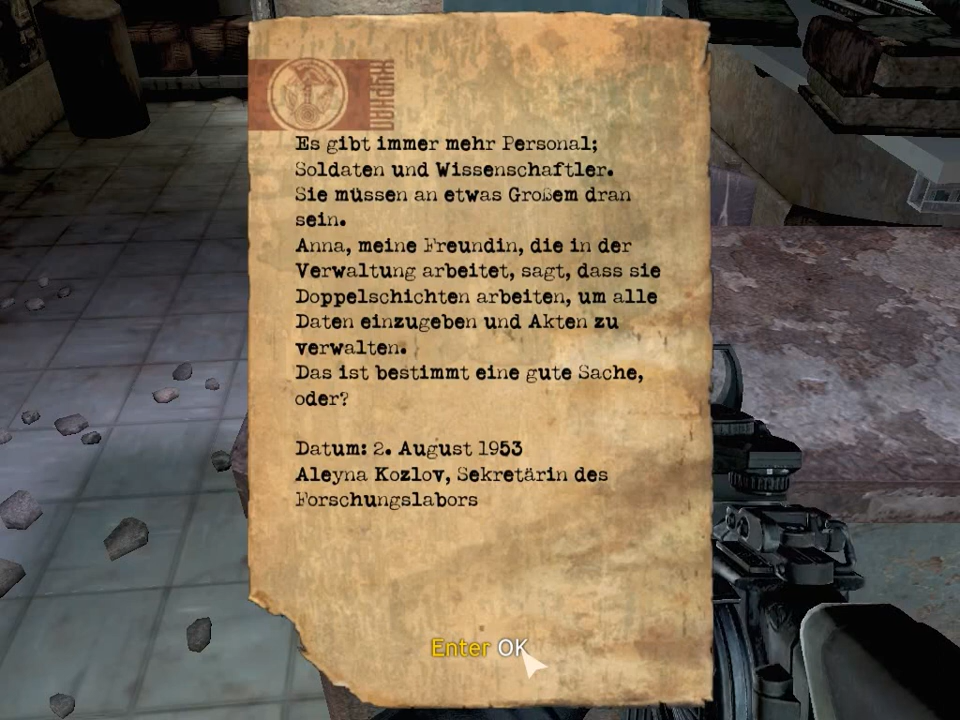 Es gibt immer mehr Personal;
Soldaten und Wissenschaftler.
Sie müssen an etwas Großem dran
sein.
Anna, meine Freundin, die in der
Verwaltung arbeitet, sagt, dass sie
Doppelschichten arbeiten, um alle
Daten einzugeben und Akten zu
verwalten.
Das ist bestimmt eine gute Sache,
oder?
Datum: 2. August 1953
Aleyna Kozlov, Sekretärin des
Forschungslabors
Enter OK